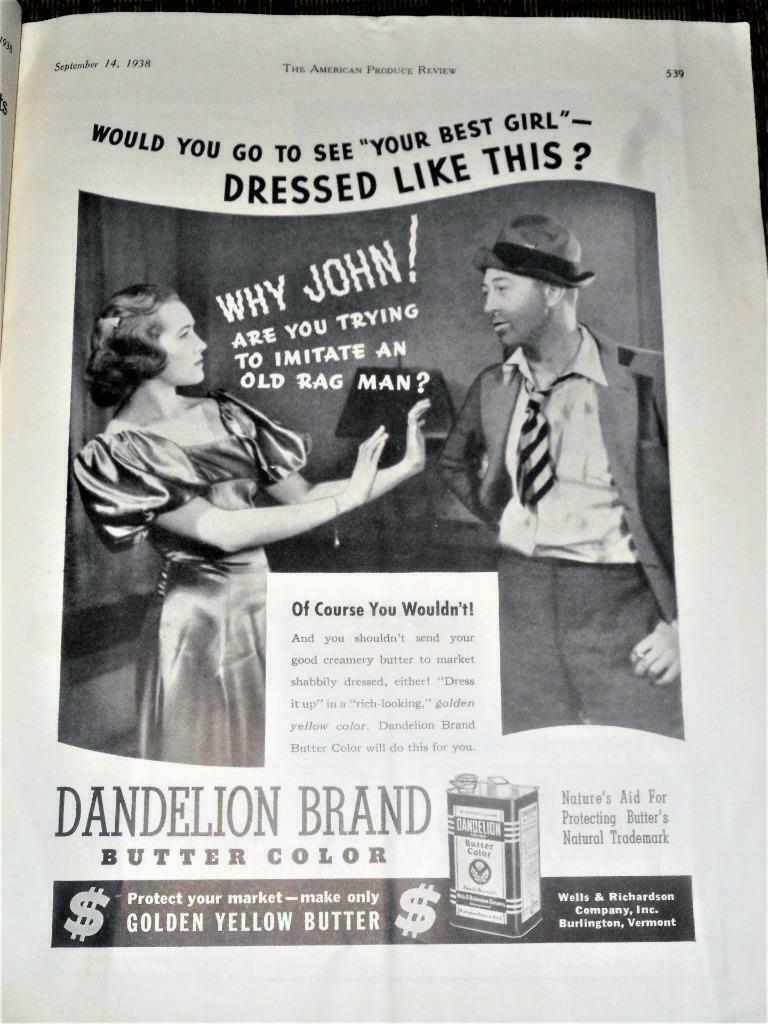 September 14, 1938
THE AMERICAN PRODUCE REVIEW
539
WOULD YOU GO TO SEE "YOUR BEST GIRL"—
DRESSED LIKE THIS?
WHY JOHN!
ARE YOU TRYING
TO IMITATE AN
OLD RAG MAN?
Of Course You Wouldn't!
And you shouldn't send your
good creamery butter to market
shabbily dressed, either! "Dress
it up" in a "rich-looking," golden
yellow color. Dandelion Brand
Butter Color will do this for you.
DANDELION BRAND
BUTTER COLOR
DANDELION
BRAND
Butter
Color
Nature's Aid For
Protecting Butter's
Natural Trademark
$ Protect your market—make only $
GOLDEN YELLOW BUTTER
Wells & Richardson
Company, Inc.
Burlington, Vermont